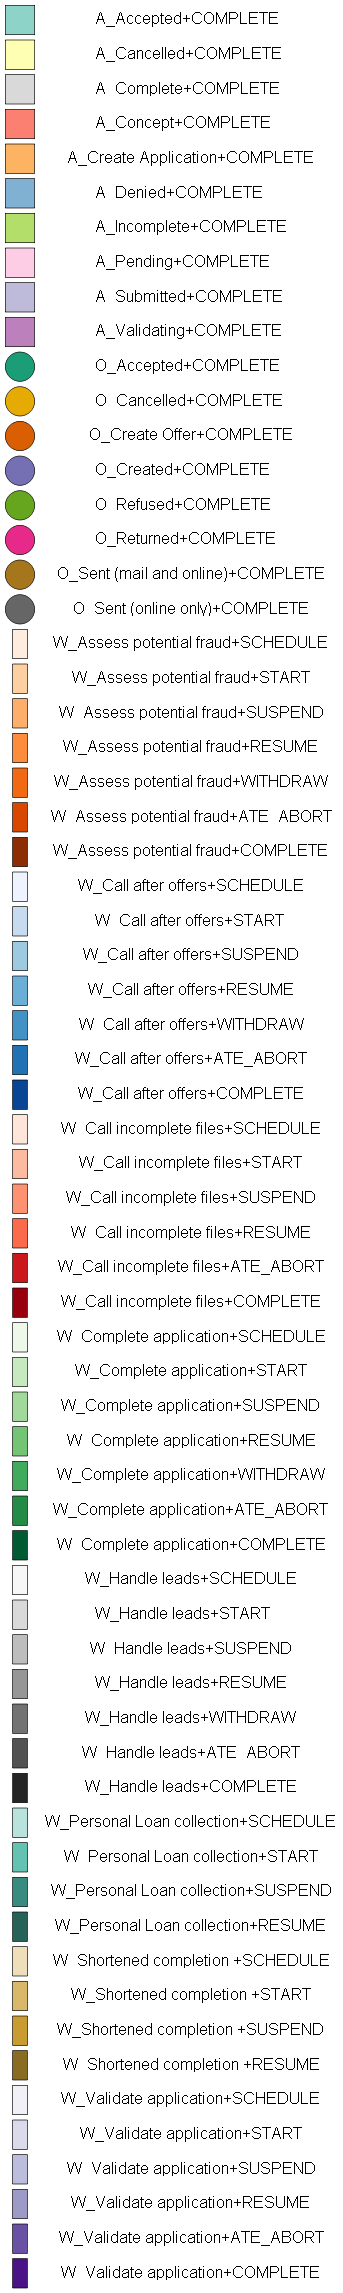 A_Accepted+COMPLETE
A_Cancelled+COMPLETE
A_Complete+COMPLETE
A_Concept+COMPLETE
A_Create Application+COMPLETE
A_Denied+COMPLETE
A_Incomplete+COMPLETE
A_Pending+COMPLETE
A_Submitted+COMPLETE
A_Validating+COMPLETE
O_Accepted+COMPLETE
O_Cancelled+COMPLETE
O_Create Offer+COMPLETE
O_Created+COMPLETE
O_Refused+COMPLETE
O_Returned+COMPLETE
O_Sent (mail and online)+COMPLETE
O_Sent (online only)+COMPLETE
W_Assess potential fraud+SCHEDULE
W_Assess potential fraud+START
W_Assess potential fraud+SUSPEND
W_Assess potential fraud+RESUME
W_Assess potential fraud+WITHDRAW
W_Assess potential fraud+ATE_ABORT
W_Assess potential fraud+COMPLETE
W_Call after offers+SCHEDULE
W_Call after offers+START
W_Call after offers+SUSPEND
W_Call after offers+RESUME
W_Call after offers+WITHDRAW
W_Call after offers+ATE_ABORT
W_Call after offers+COMPLETE
W_Call incomplete files+SCHEDULE
W_Call incomplete files+START
W_Call incomplete files+SUSPEND
W_Call incomplete files+RESUME
W_Call incomplete files+ATE_ABORT
W_Call incomplete files+COMPLETE
W_Complete application+SCHEDULE
W_Complete application+START
W_Complete application+SUSPEND
W_Complete application+RESUME
W_Complete application+WITHDRAW
W_Complete application+ATE_ABORT
W_Complete application+COMPLETE
W_Handle leads+SCHEDULE
W_Handle leads+START
W_Handle leads+SUSPEND
W_Handle leads+RESUME
W_Handle leads+WITHDRAW
W_Handle leads+ATE_ABORT
W_Handle leads+COMPLETE
W_Personal Loan collection+SCHEDULE
W_Personal Loan collection+START
W_Personal Loan collection+SUSPEND
W_Personal Loan collection+RESUME
W_Shortened completion +SCHEDULE
W_Shortened completion +START
W_Shortened completion +SUSPEND
W_Shortened completion +RESUME
W_Validate application+SCHEDULE
W_Validate application+START
W_Validate application+SUSPEND
W_Validate application+RESUME
W_Validate application+ATE_ABORT
W_Validate application+COMPLETE